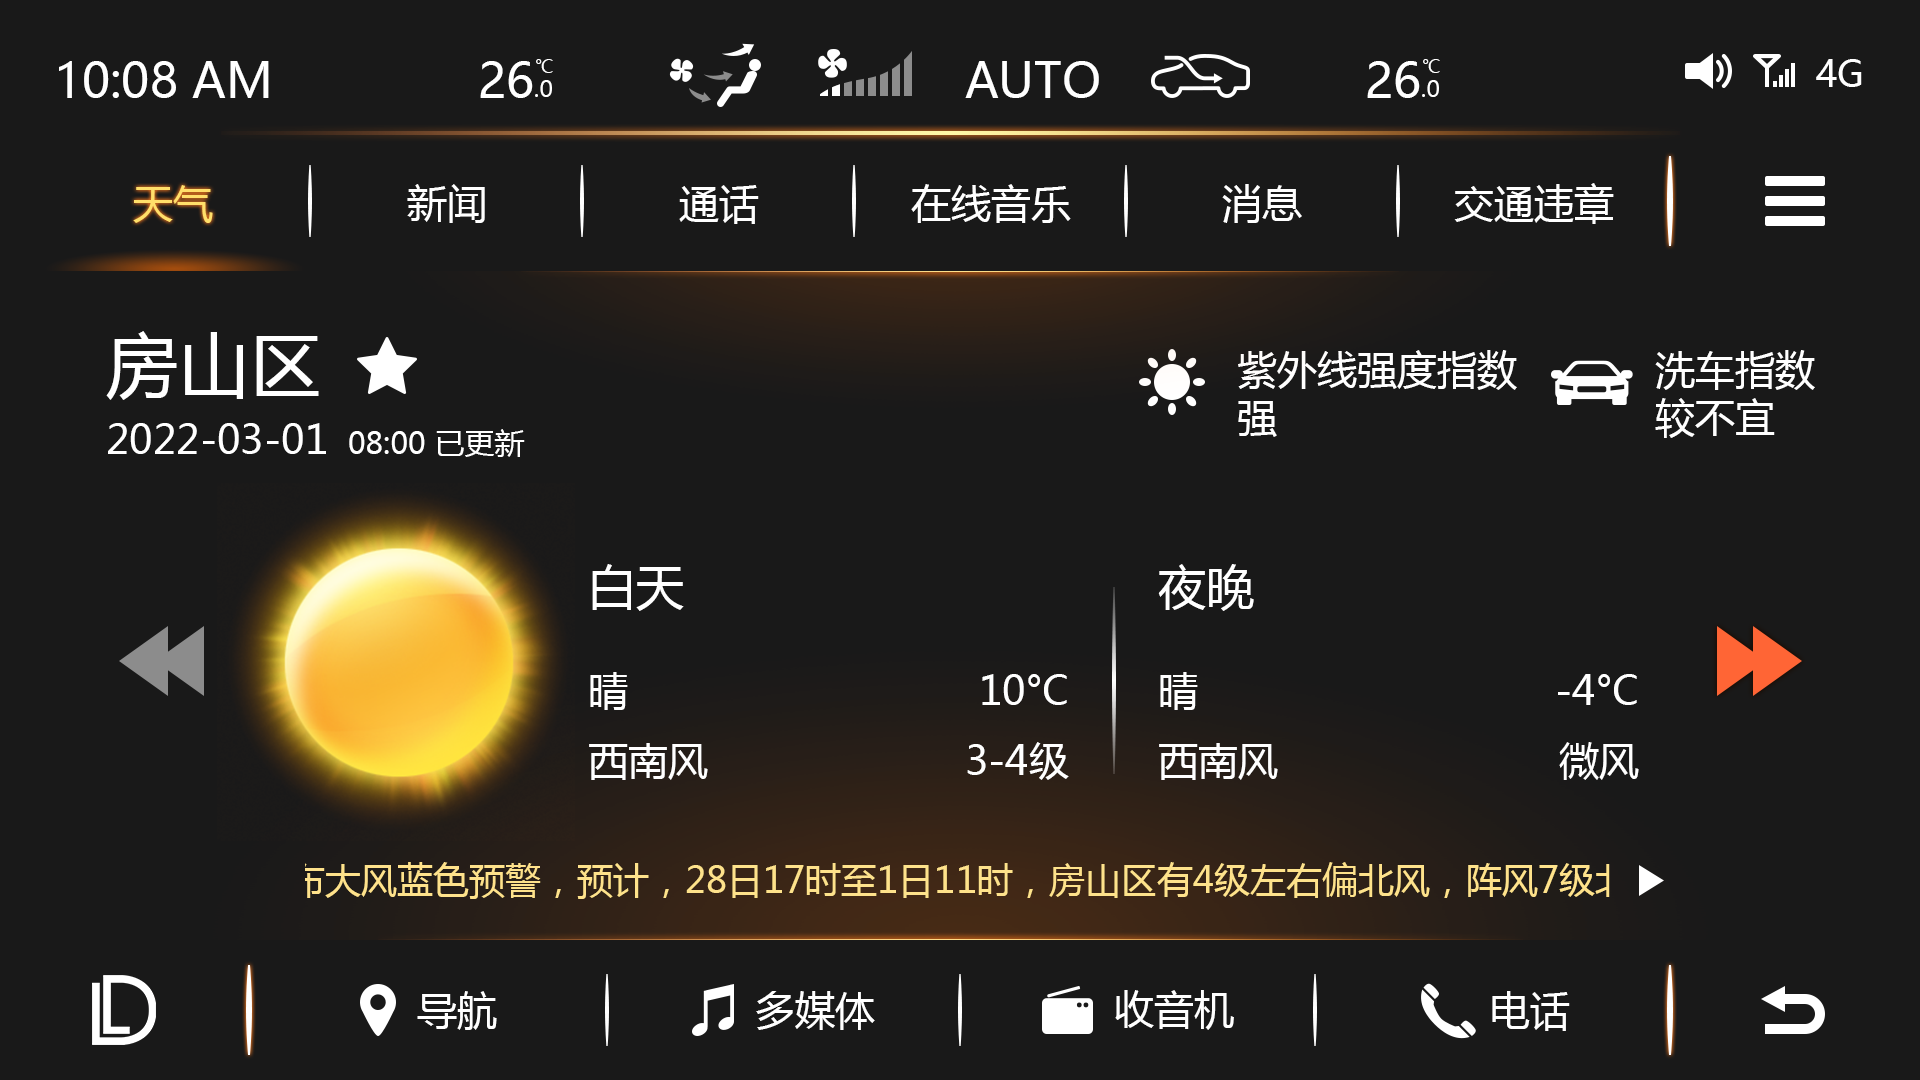 10:08 AM 26.0℃ AUTO 26.0℃ 4G
天气 新闻 通话 在线音乐 消息 交通违章
房山区
2022-03-01 08:00 已更新
紫外线强度指数
强
洗车指数
较不宜
白天 夜晚
晴 10°C 晴 -4°C
西南风 3-4级 西南风 微风
布大风蓝色预警，预计，28日17时至1日11时，房山区有4级左右偏北风，阵风7级
导航 多媒体 收音机 电话